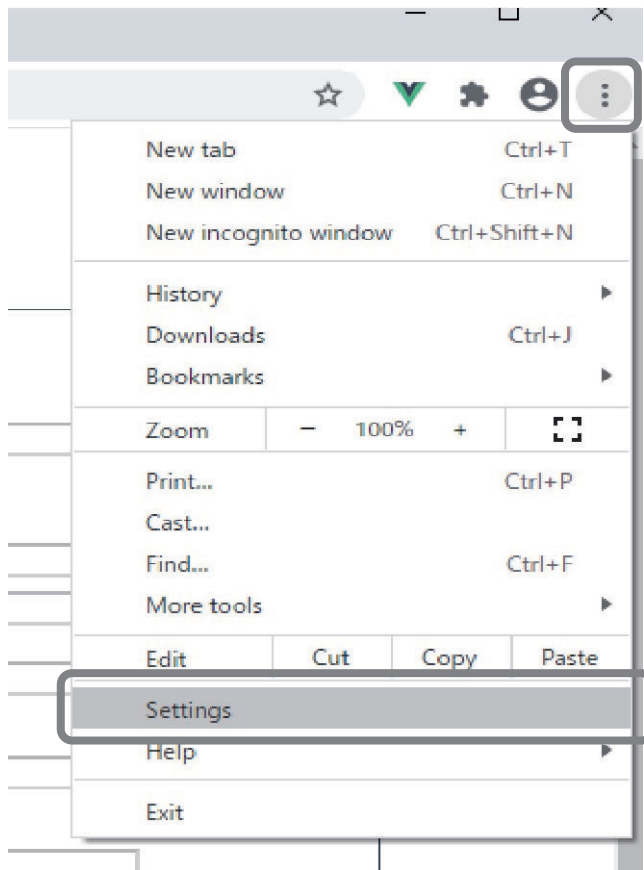 New tab Ctrl+T
New window Ctrl+N
New incognito window Ctrl+Shift+N
History
Downloads Ctrl+J
Bookmarks
Zoom − 100% +
Print... Ctrl+P
Cast...
Find... Ctrl+F
More tools
Edit Cut Copy Paste
Settings
Help
Exit